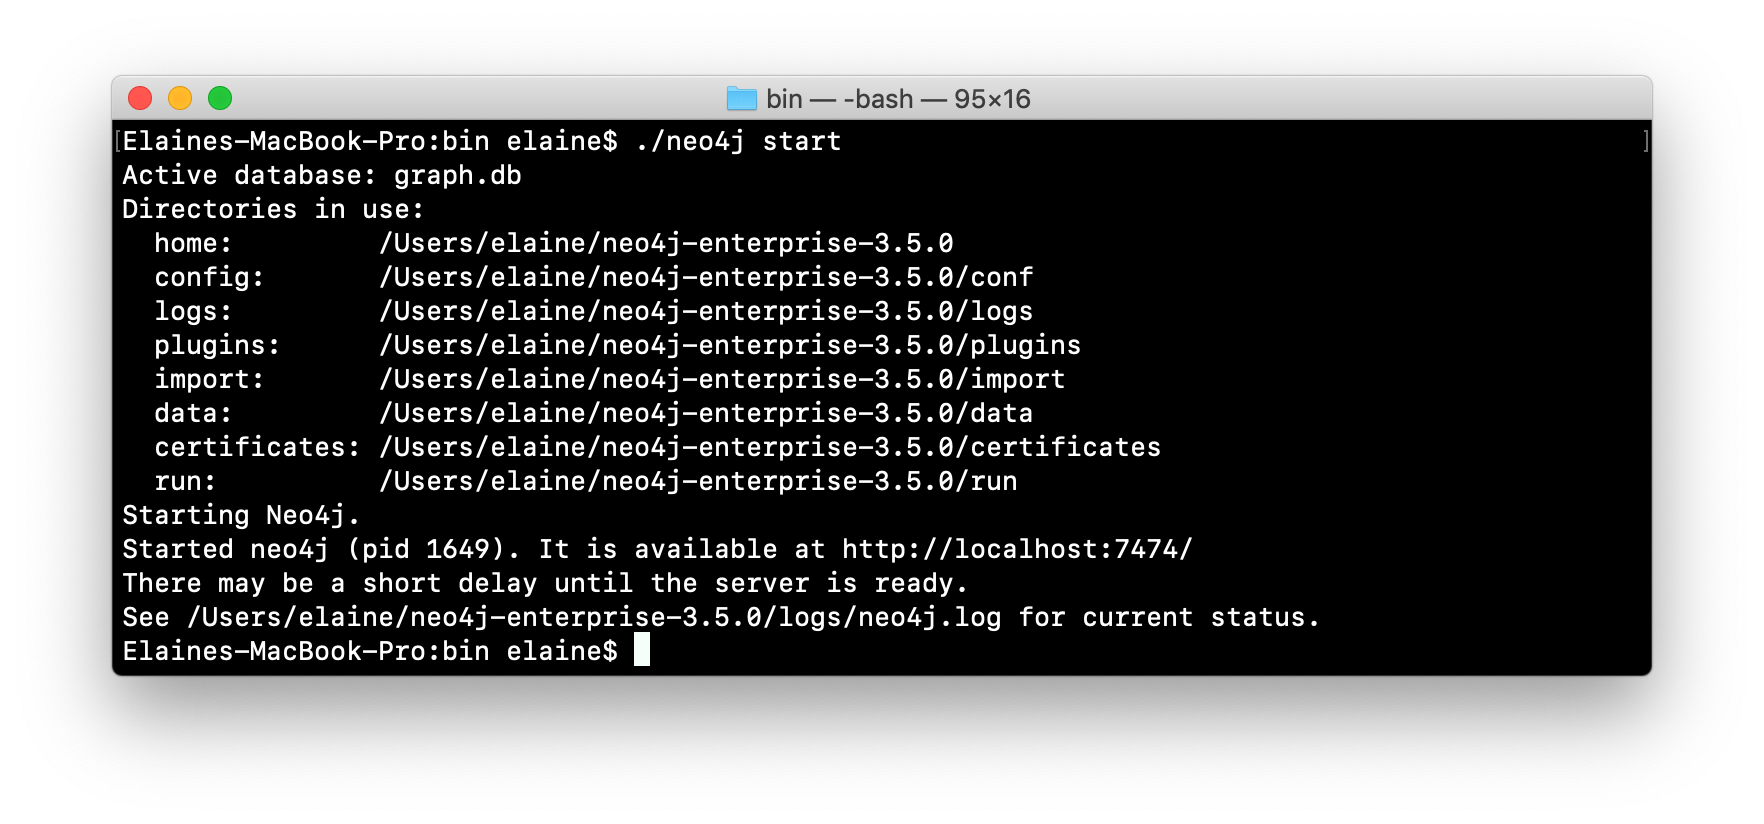 bin — -bash — 95×16
[Elaines-MacBook-Pro:bin elaine$ ./neo4j start ]
Active database: graph.db
Directories in use:
  home:         /Users/elaine/neo4j-enterprise-3.5.0
  config:       /Users/elaine/neo4j-enterprise-3.5.0/conf
  logs:         /Users/elaine/neo4j-enterprise-3.5.0/logs
  plugins:      /Users/elaine/neo4j-enterprise-3.5.0/plugins
  import:       /Users/elaine/neo4j-enterprise-3.5.0/import
  data:         /Users/elaine/neo4j-enterprise-3.5.0/data
  certificates: /Users/elaine/neo4j-enterprise-3.5.0/certificates
  run:          /Users/elaine/neo4j-enterprise-3.5.0/run
Starting Neo4j.
Started neo4j (pid 1649). It is available at http://localhost:7474/
There may be a short delay until the server is ready.
See /Users/elaine/neo4j-enterprise-3.5.0/logs/neo4j.log for current status.
Elaines-MacBook-Pro:bin elaine$